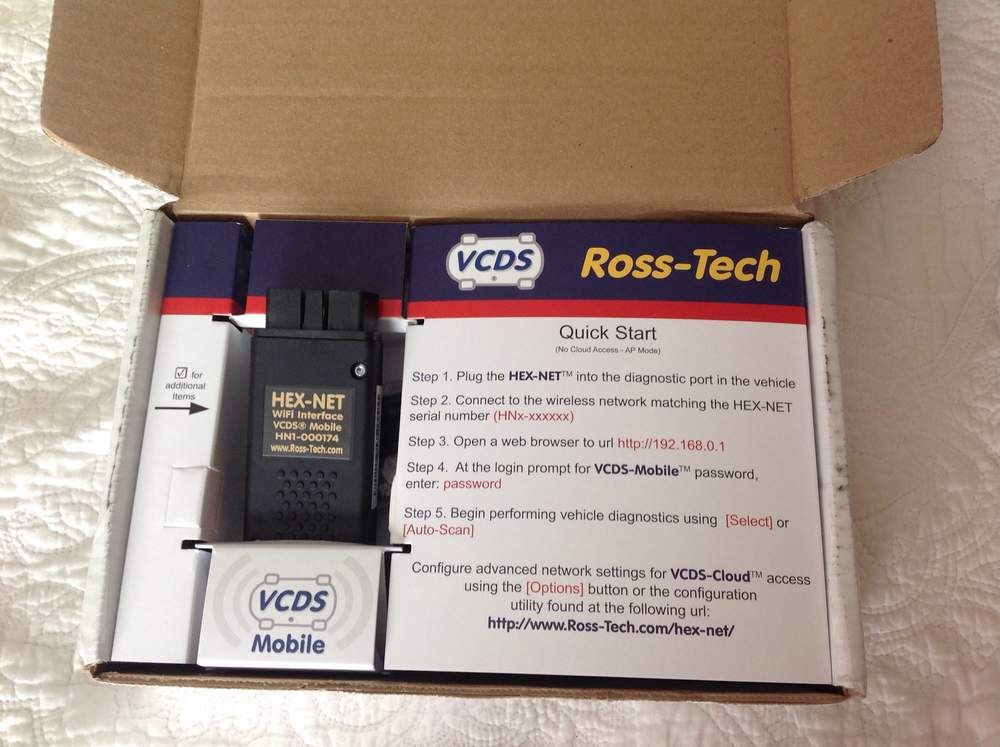 ☑ for
additional
Items
HEX-NET
WiFi Interface
VCDS® Mobile
HN1-000174
www.Ross-Tech.com
VCDS
Mobile
VCDS®
Ross-Tech
Quick Start
(No Cloud Access - AP Mode)
Step 1. Plug the HEX-NET™ into the diagnostic port in the vehicle
Step 2. Connect to the wireless network matching the HEX-NET
serial number (HNx-xxxxxx)
Step 3. Open a web browser to url http://192.168.0.1
Step 4. At the login prompt for VCDS-Mobile™ password,
enter: password
Step 5. Begin performing vehicle diagnostics using [Select] or
[Auto-Scan]
Configure advanced network settings for VCDS-Cloud™ access
using the [Options] button or the configuration
utility found at the following url:
http://www.Ross-Tech.com/hex-net/